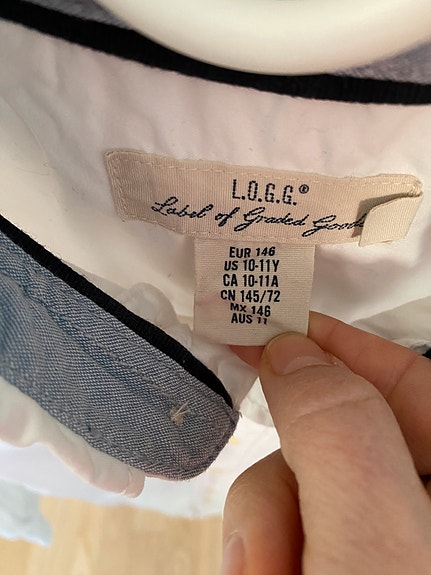 L.O.G.G.®
Label of Graded Goods
EUR 146
US 10-11Y
CA 10-11A
CN 145/72
MX 146
AUS 11